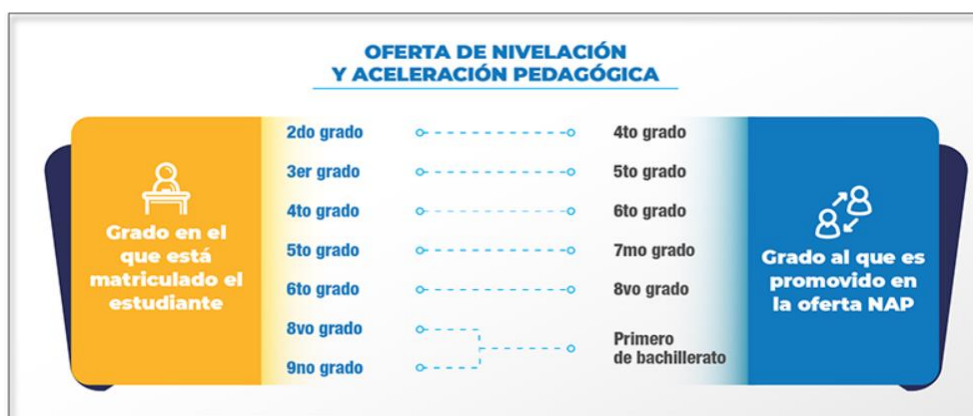 OFERTA DE NIVELACIÓN
Y ACELERACIÓN PEDAGÓGICA
Grado en el
que está
matriculado el
estudiante
2do grado
4to grado
3er grado
5to grado
4to grado
6to grado
5to grado
7mo grado
6to grado
8vo grado
8vo grado
9no grado
Primero
de bachillerato
Grado al que es
promovido en
la oferta NAP